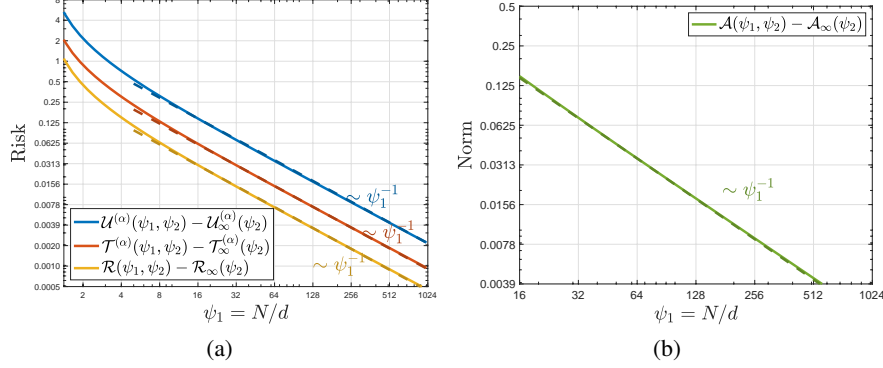 8
4
2
1
0.5
0.25
0.125
0.0625
0.0313
0.0156
0.0078
0.0039
0.0020
0.0010
0.0005
Risk
∼ ψ₁⁻¹
∼ ψ₁⁻¹
∼ ψ₁⁻¹
𝒰^(α)(ψ₁, ψ₂) − 𝒰_∞^(α)(ψ₂)
𝒯^(α)(ψ₁, ψ₂) − 𝒯_∞^(α)(ψ₂)
ℛ(ψ₁, ψ₂) − ℛ_∞(ψ₂)
2 4 8 16 32 64 128 256 512 1024
ψ₁ = N/d
(a)
0.5
0.25
0.125
0.0625
0.0313
0.0156
0.0078
0.0039
Norm
𝒜(ψ₁, ψ₂) − 𝒜_∞(ψ₂)
∼ ψ₁⁻¹
16 32 64 128 256 512 1024
ψ₁ = N/d
(b)